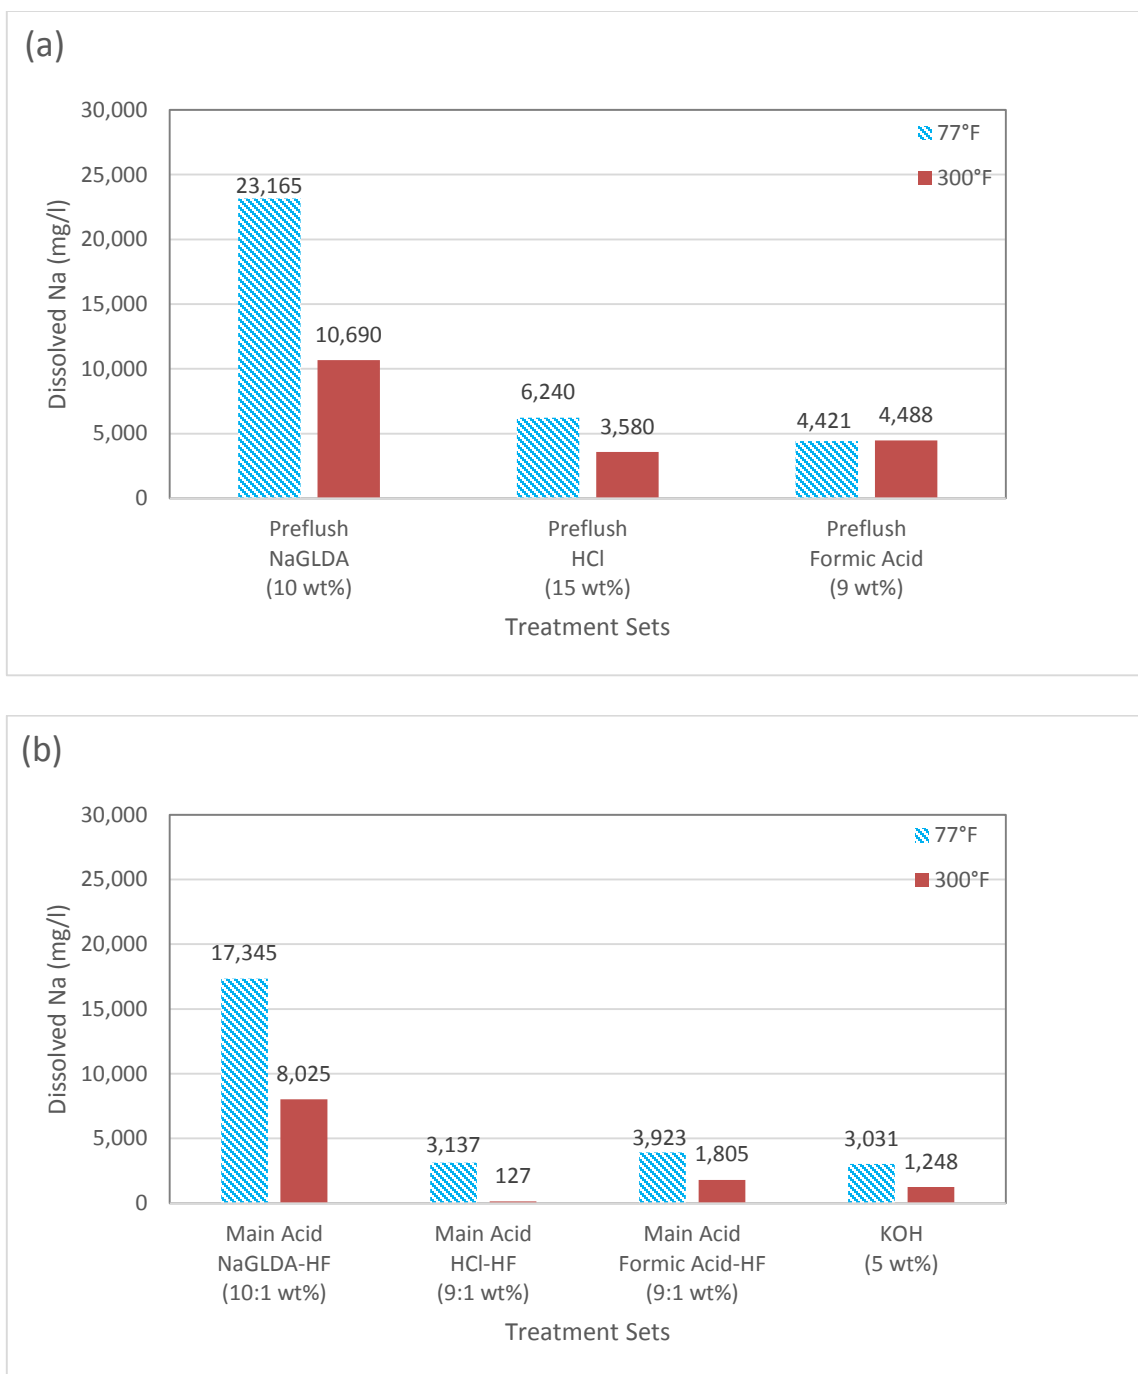 (a)
Dissolved Na (mg/l)
30,000
25,000
20,000
15,000
10,000
5,000
0
77°F
300°F
23,165
10,690
6,240
3,580
4,421
4,488
Preflush
NaGLDA
(10 wt%)
Preflush
HCl
(15 wt%)
Preflush
Formic Acid
(9 wt%)
Treatment Sets
(b)
Dissolved Na (mg/l)
30,000
25,000
20,000
15,000
10,000
5,000
0
77°F
300°F
17,345
8,025
3,137
127
3,923
1,805
3,031
1,248
Main Acid
NaGLDA-HF
(10:1 wt%)
Main Acid
HCl-HF
(9:1 wt%)
Main Acid
Formic Acid-HF
(9:1 wt%)
KOH
(5 wt%)
Treatment Sets